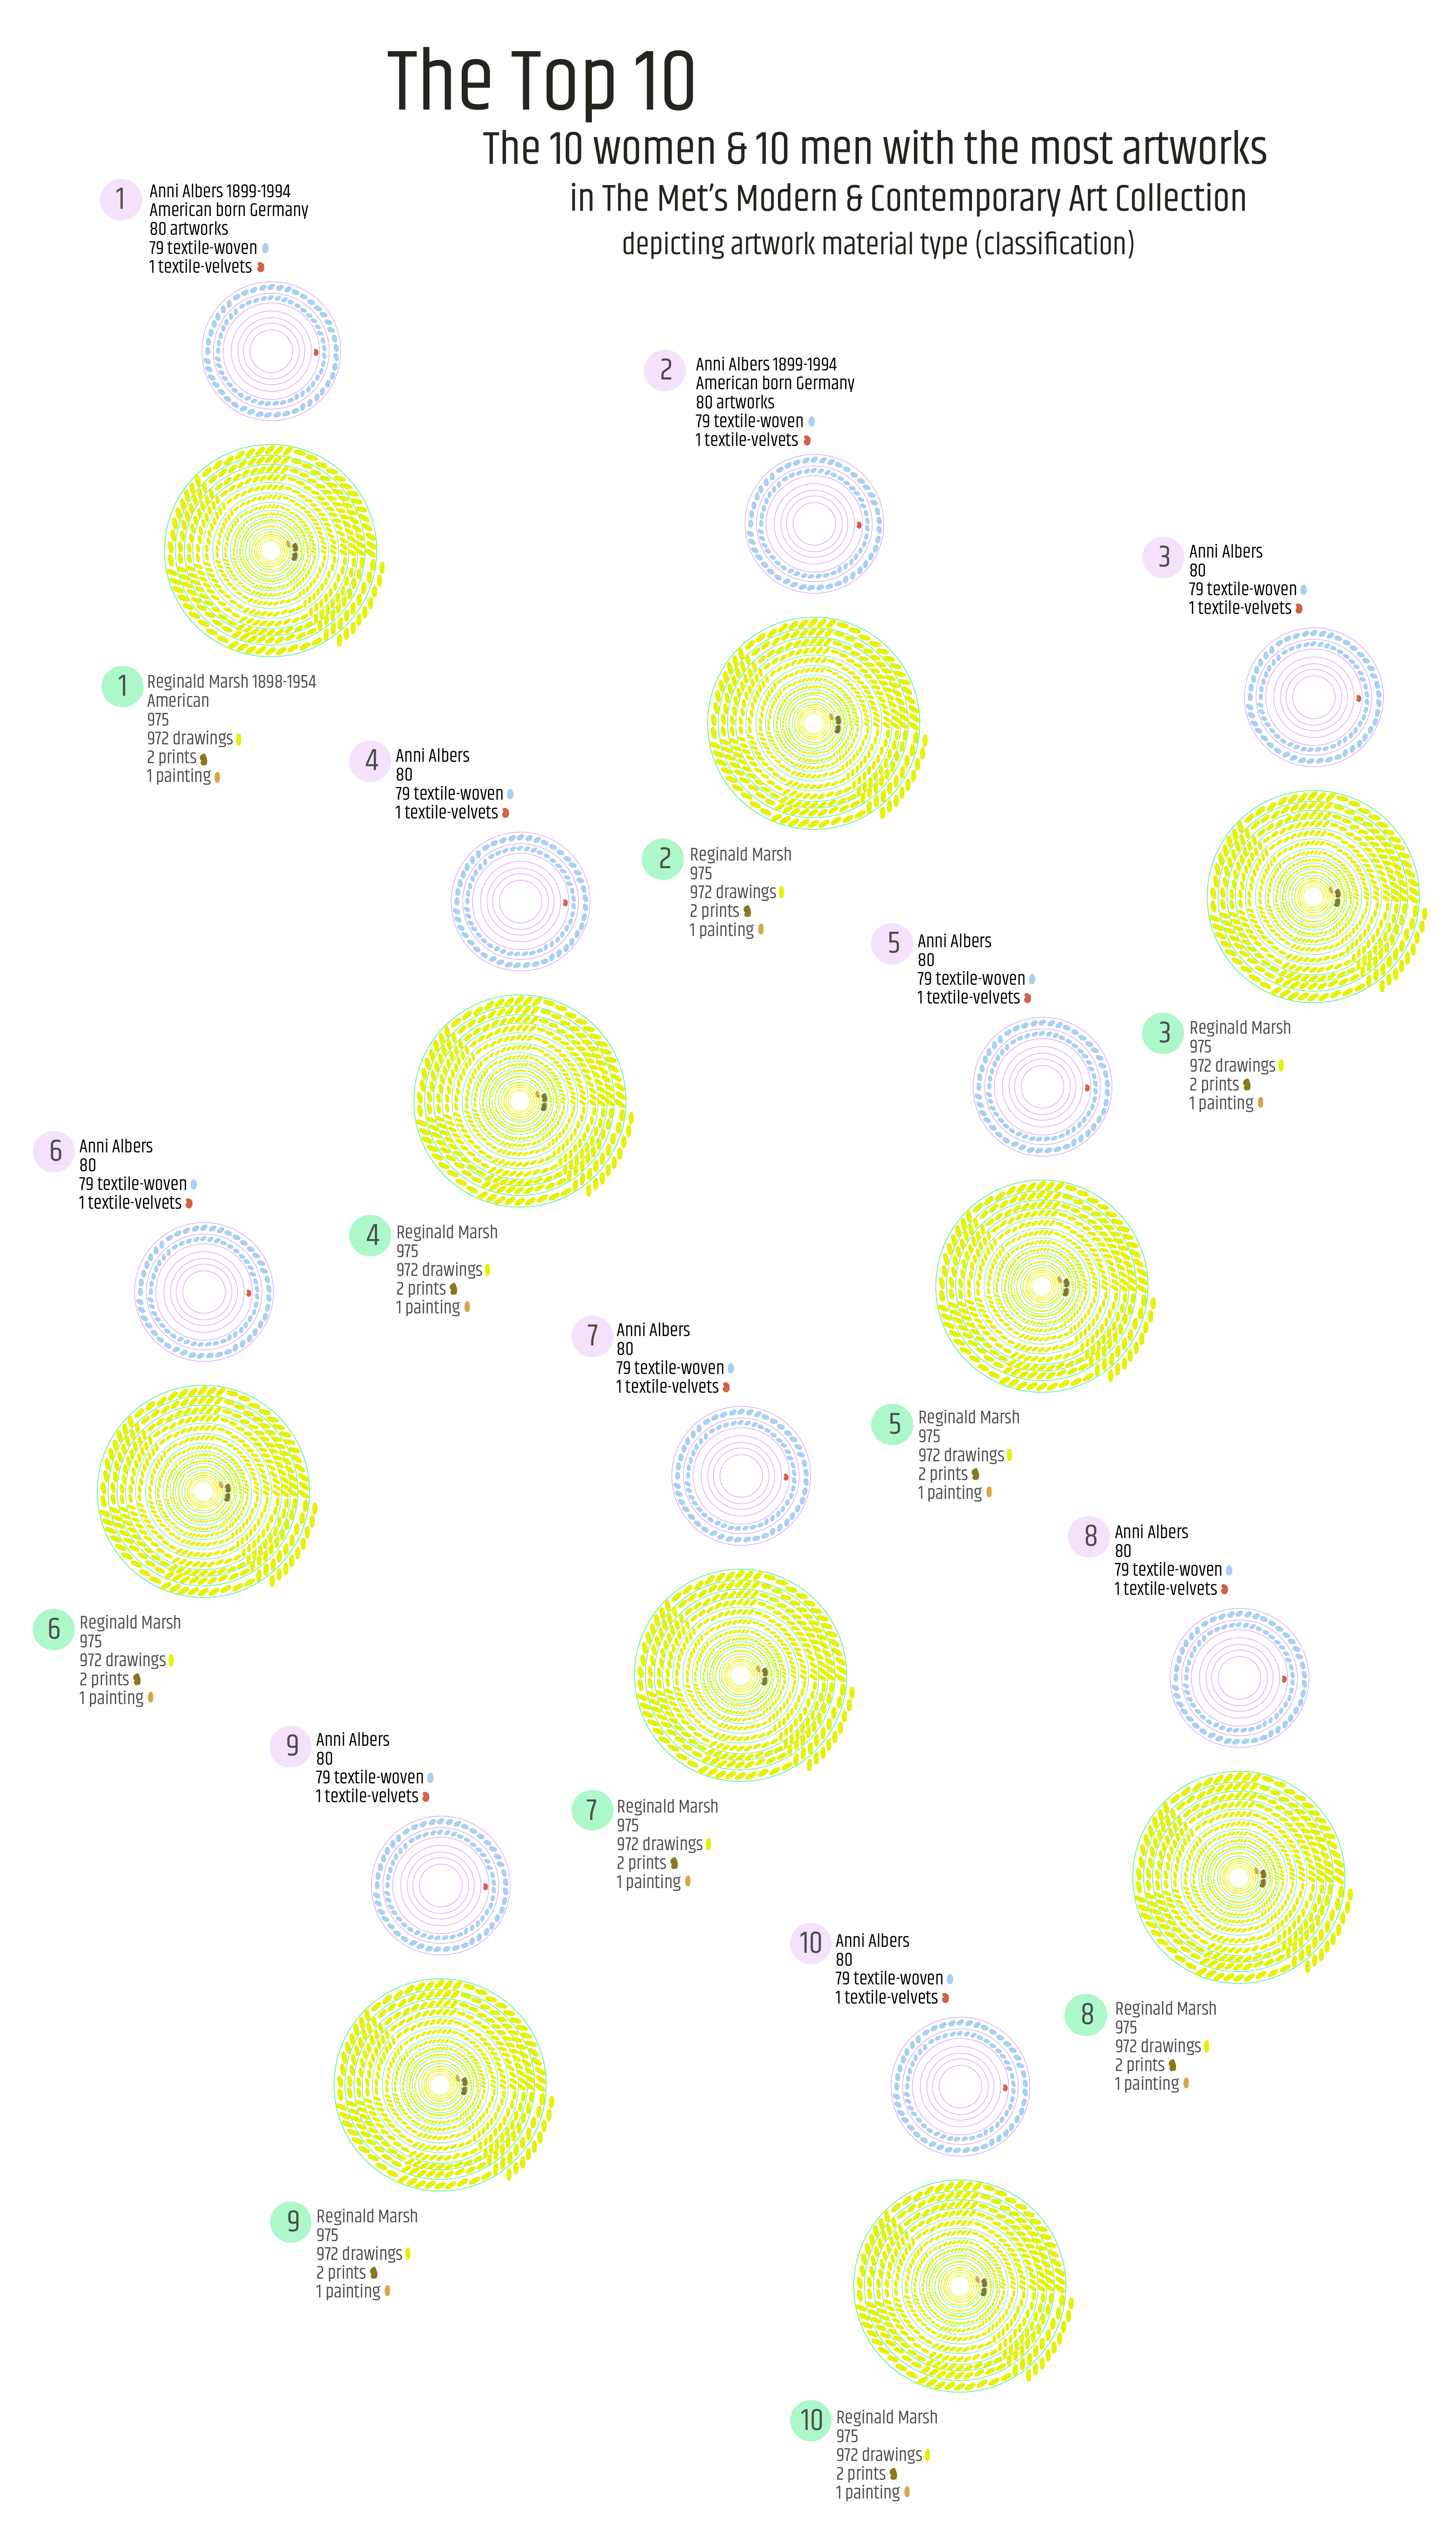 The Top 10
The 10 women & 10 men with the most artworks
in The Met's Modern & Contemporary Art Collection
depicting artwork material type (classification)
1
Anni Albers 1899-1994
American born Germany
80 artworks
79 textile-woven
1 textile-velvets
1
Reginald Marsh 1898-1954
American
975
972 drawings
2 prints
1 painting
2
Anni Albers 1899-1994
American born Germany
80 artworks
79 textile-woven
1 textile-velvets
2
Reginald Marsh
975
972 drawings
2 prints
1 painting
3
Anni Albers
80
79 textile-woven
1 textile-velvets
3
Reginald Marsh
975
972 drawings
2 prints
1 painting
4
Anni Albers
80
79 textile-woven
1 textile-velvets
4
Reginald Marsh
975
972 drawings
2 prints
1 painting
5
Anni Albers
80
79 textile-woven
1 textile-velvets
5
Reginald Marsh
975
972 drawings
2 prints
1 painting
6
Anni Albers
80
79 textile-woven
1 textile-velvets
6
Reginald Marsh
975
972 drawings
2 prints
1 painting
7
Anni Albers
80
79 textile-woven
1 textile-velvets
7
Reginald Marsh
975
972 drawings
2 prints
1 painting
8
Anni Albers
80
79 textile-woven
1 textile-velvets
8
Reginald Marsh
975
972 drawings
2 prints
1 painting
9
Anni Albers
80
79 textile-woven
1 textile-velvets
9
Reginald Marsh
975
972 drawings
2 prints
1 painting
10
Anni Albers
80
79 textile-woven
1 textile-velvets
10
Reginald Marsh
975
972 drawings
2 prints
1 painting